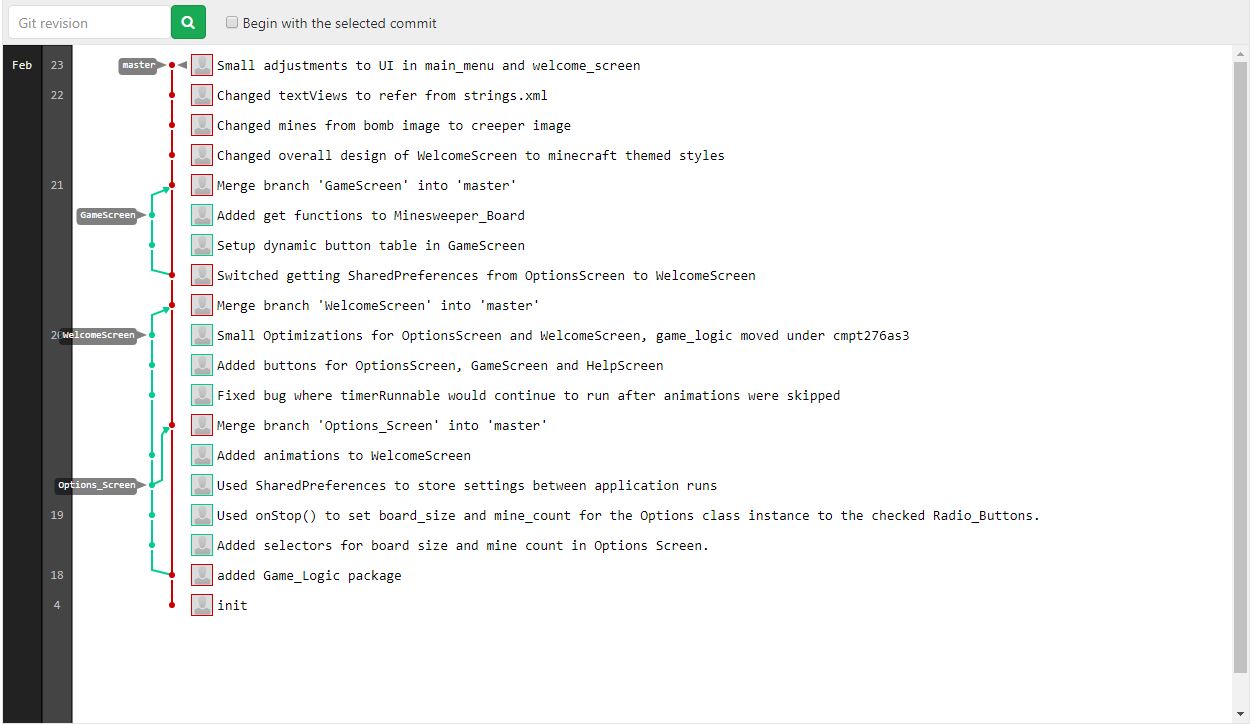 Git revision
Begin with the selected commit
Feb 23 master Small adjustments to UI in main_menu and welcome_screen
22 Changed textViews to refer from strings.xml
Changed mines from bomb image to creeper image
Changed overall design of WelcomeScreen to minecraft themed styles
21 Merge branch 'GameScreen' into 'master'
GameScreen Added get functions to Minesweeper_Board
Setup dynamic button table in GameScreen
Switched getting SharedPreferences from OptionsScreen to WelcomeScreen
Merge branch 'WelcomeScreen' into 'master'
20 WelcomeScreen Small Optimizations for OptionsScreen and WelcomeScreen, game_logic moved under cmpt276as3
Added buttons for OptionsScreen, GameScreen and HelpScreen
Fixed bug where timerRunnable would continue to run after animations were skipped
Merge branch 'Options_Screen' into 'master'
Added animations to WelcomeScreen
Options_Screen Used SharedPreferences to store settings between application runs
19 Used onStop() to set board_size and mine_count for the Options class instance to the checked Radio_Buttons.
Added selectors for board size and mine count in Options Screen.
18 added Game_Logic package
4 init